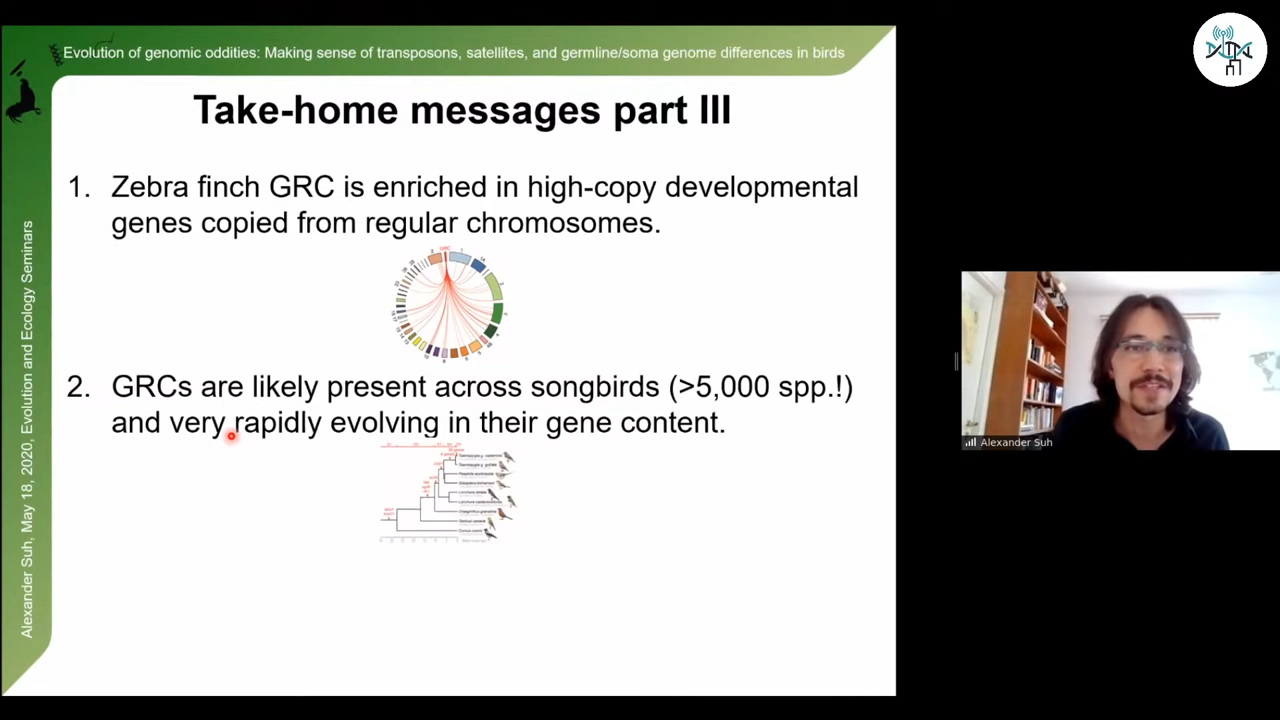 Evolution of genomic oddities: Making sense of transposons, satellites, and germline/soma genome differences in birds
Take-home messages part III
1. Zebra finch GRC is enriched in high-copy developmental
genes copied from regular chromosomes.
GRC
2. GRCs are likely present across songbirds (>5,000 spp.!)
and very rapidly evolving in their gene content.
Alexander Suh, May 18, 2020, Evolution and Ecology Seminars
Alexander Suh